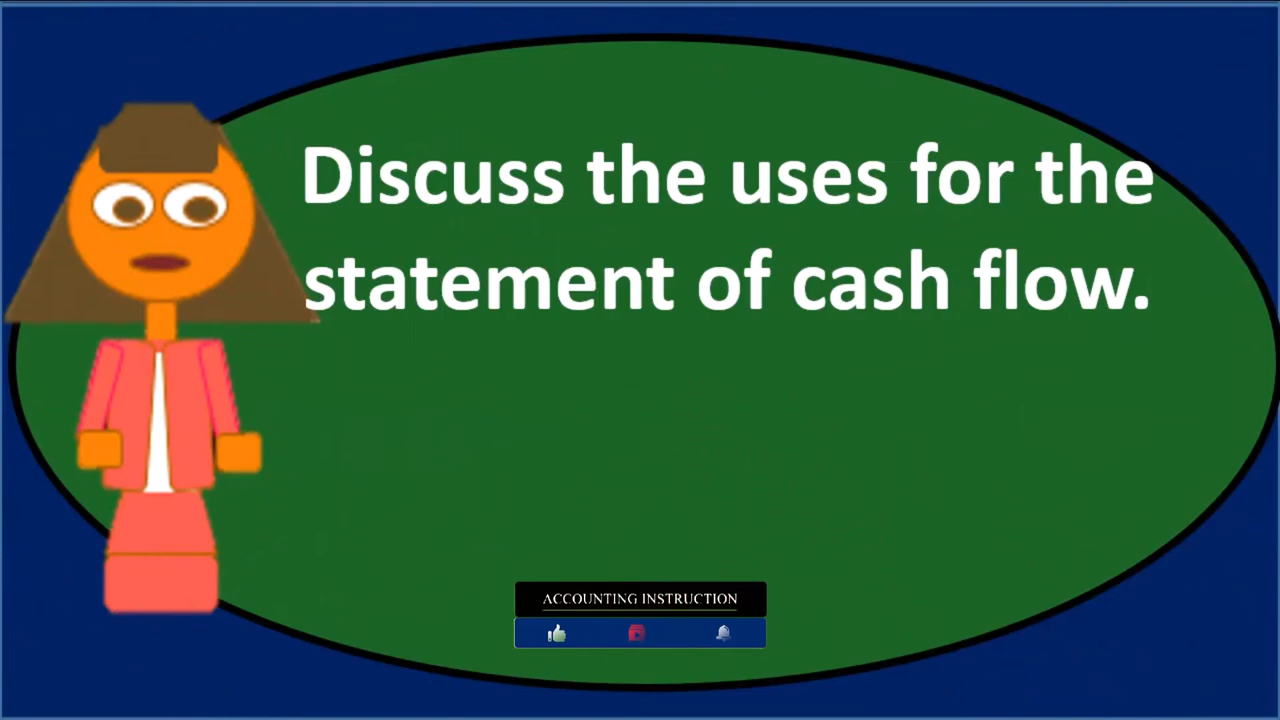 Discuss the uses for the
statement of cash flow.
ACCOUNTING INSTRUCTION